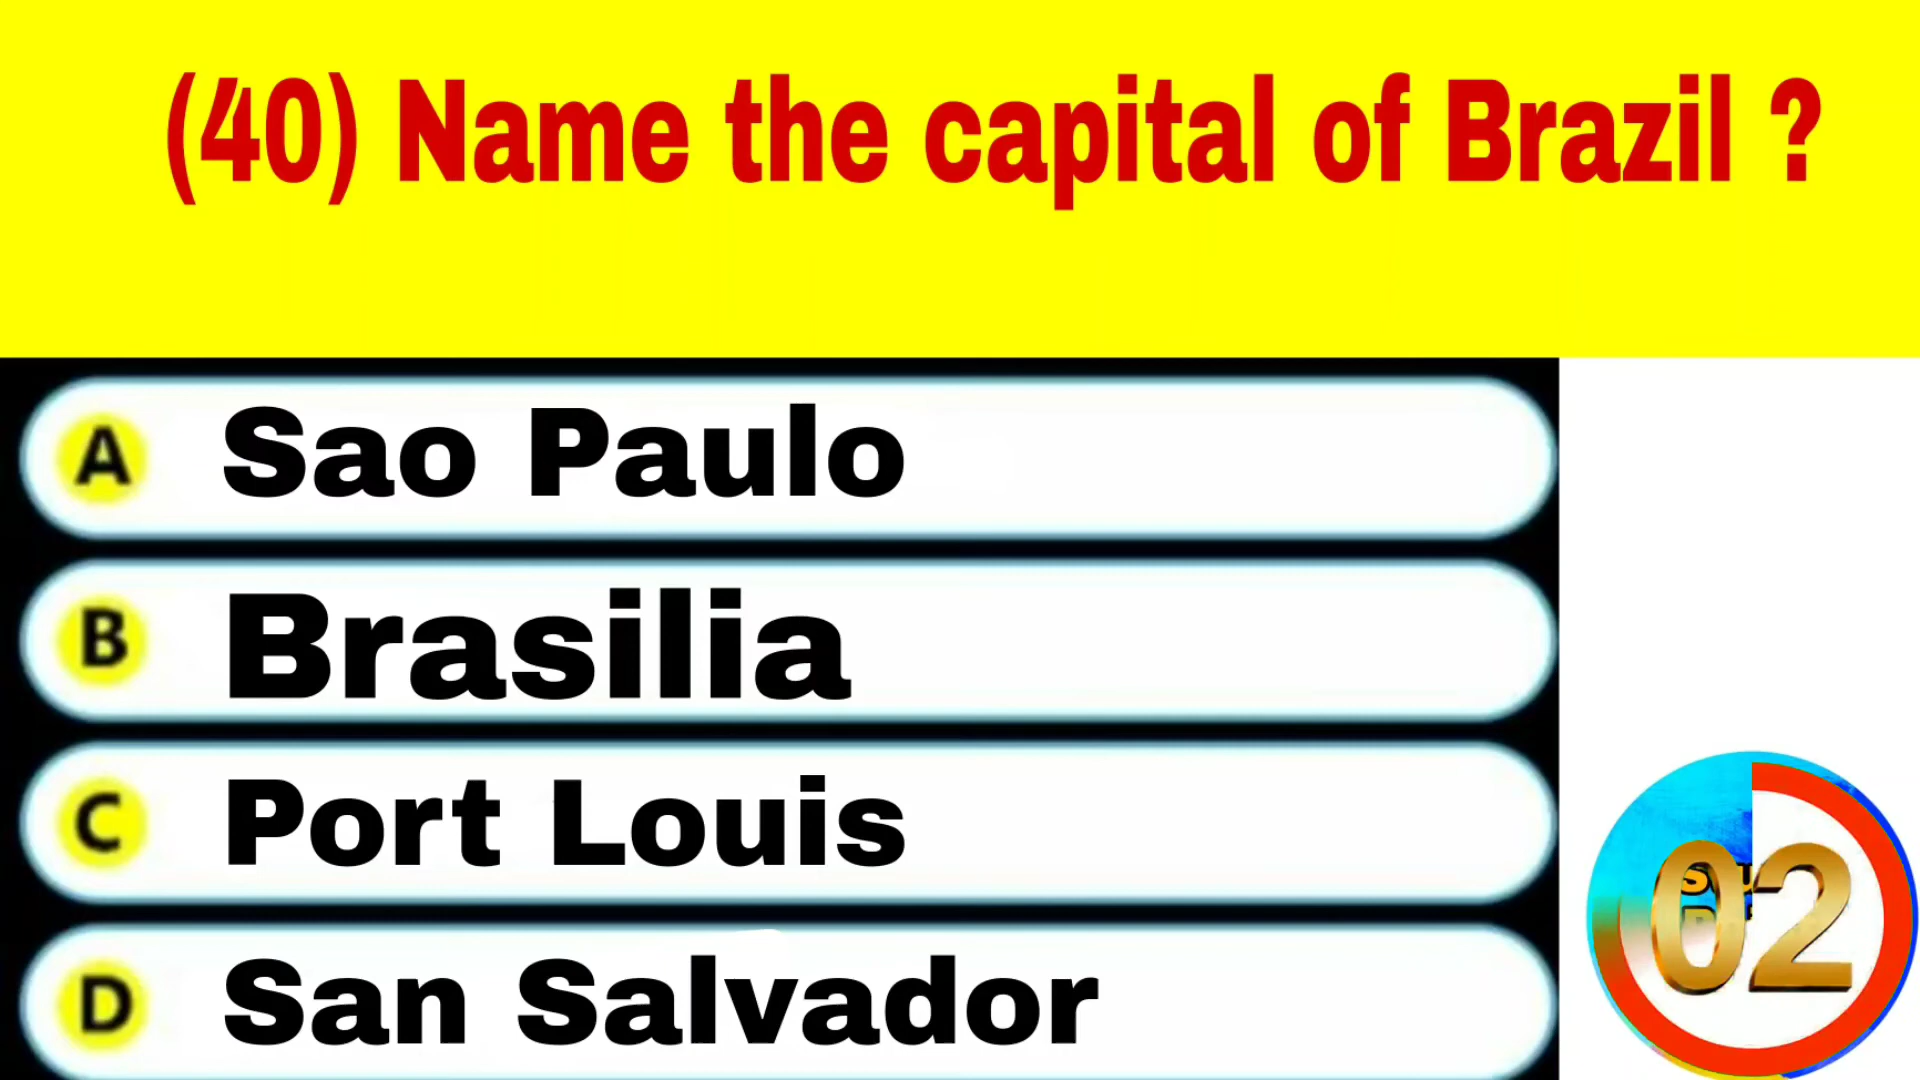 (40) Name the capital of Brazil ?
A Sao Paulo
B Brasilia
C Port Louis
D San Salvador
02